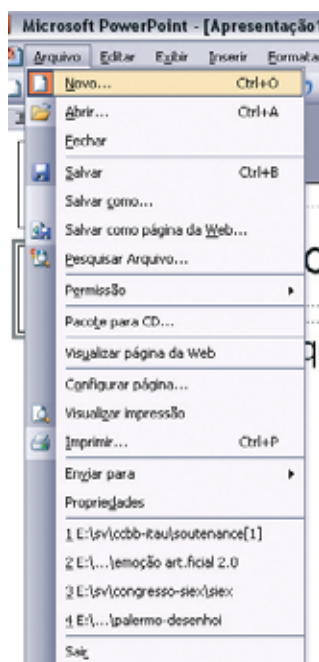 Microsoft PowerPoint - [Apresentação
Arquivo Editar Exibir Inserir Formata
Novo... Ctrl+O
Abrir... Ctrl+A
Fechar
Salvar Ctrl+B
Salvar como...
Salvar como página da Web...
Pesquisar Arquivo...
Permissão
Pacote para CD...
Visualizar página da Web
Configurar página...
Visualizar impressão
Imprimir... Ctrl+P
Enviar para
Propriedades
1 E:\sv\ccbb-itau\soutenance[1]
2 E:\...\emoção art.ficial 2.0
3 E:\sv\congresso-siex\siex
4 E:\...\palermo-desenhoi
Sair